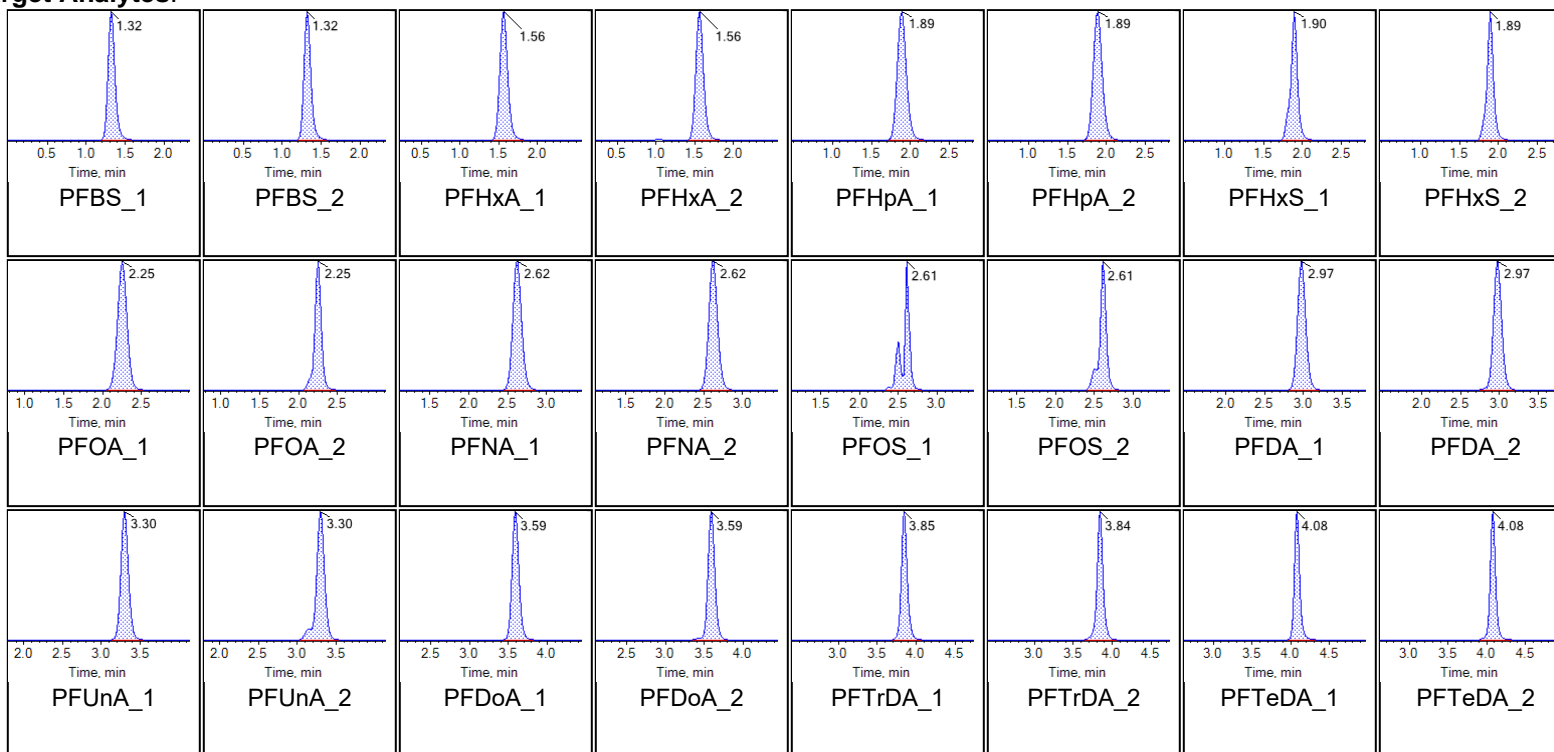 rget Analytes:
1.32 1.32 1.56 1.56 1.89 1.89 1.90 1.89
0.5 1.0 1.5 2.0 0.5 1.0 1.5 2.0 0.5 1.0 1.5 2.0 0.5 1.0 1.5 2.0 1.0 1.5 2.0 2.5 1.0 1.5 2.0 2.5 1.0 1.5 2.0 2.5 1.0 1.5 2.0 2.5
Time, min Time, min Time, min Time, min Time, min Time, min Time, min Time, min
PFBS_1 PFBS_2 PFHxA_1 PFHxA_2 PFHpA_1 PFHpA_2 PFHxS_1 PFHxS_2
2.25 2.25 2.62 2.62 2.61 2.61 2.97 2.97
1.0 1.5 2.0 2.5 1.0 1.5 2.0 2.5 1.5 2.0 2.5 3.0 1.5 2.0 2.5 3.0 1.5 2.0 2.5 3.0 1.5 2.0 2.5 3.0 2.0 2.5 3.0 3.5 2.0 2.5 3.0 3.5
Time, min Time, min Time, min Time, min Time, min Time, min Time, min Time, min
PFOA_1 PFOA_2 PFNA_1 PFNA_2 PFOS_1 PFOS_2 PFDA_1 PFDA_2
3.30 3.30 3.59 3.59 3.85 3.84 4.08 4.08
2.0 2.5 3.0 3.5 2.0 2.5 3.0 3.5 2.5 3.0 3.5 4.0 2.5 3.0 3.5 4.0 3.0 3.5 4.0 4.5 3.0 3.5 4.0 4.5 3.0 3.5 4.0 4.5 3.0 3.5 4.0 4.5
Time, min Time, min Time, min Time, min Time, min Time, min Time, min Time, min
PFUnA_1 PFUnA_2 PFDoA_1 PFDoA_2 PFTrDA_1 PFTrDA_2 PFTeDA_1 PFTeDA_2